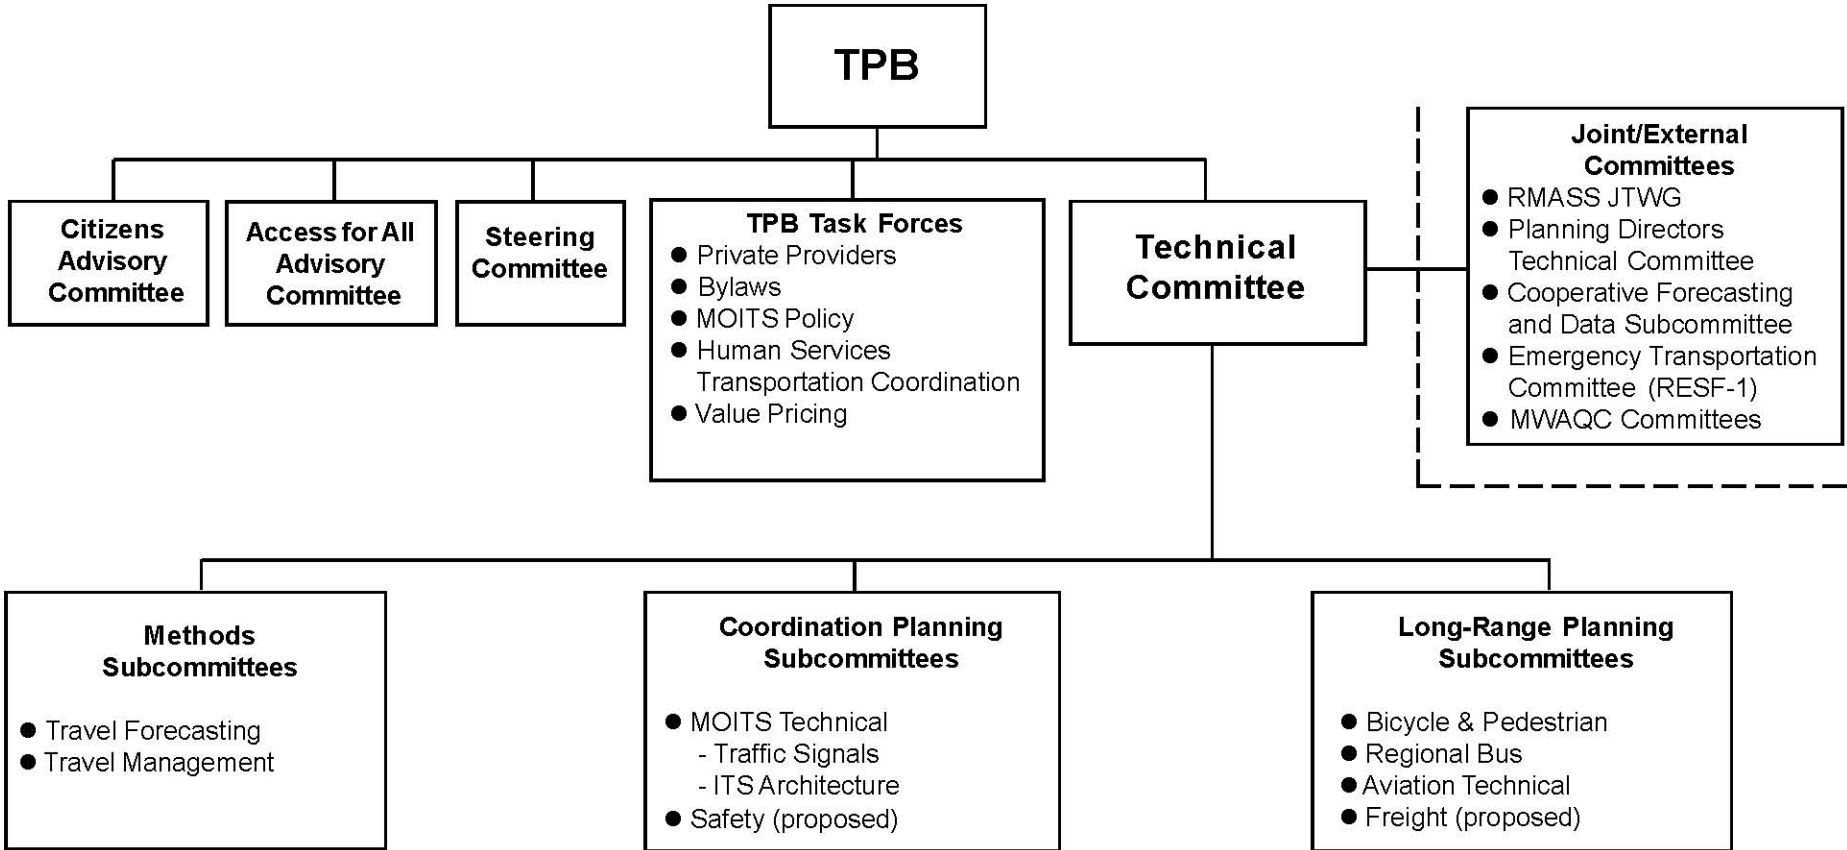 TPB
Citizens
Advisory
Committee
Access for All
Advisory
Committee
Steering
Committee
TPB Task Forces
● Private Providers
● Bylaws
● MOITS Policy
● Human Services
Transportation Coordination
● Value Pricing
Technical
Committee
Joint/External
Committees
● RMASS JTWG
● Planning Directors
Technical Committee
● Cooperative Forecasting
and Data Subcommittee
● Emergency Transportation
Committee (RESF-1)
● MWAQC Committees
Methods
Subcommittees
● Travel Forecasting
● Travel Management
Coordination Planning
Subcommittees
● MOITS Technical
- Traffic Signals
- ITS Architecture
● Safety (proposed)
Long-Range Planning
Subcommittees
● Bicycle & Pedestrian
● Regional Bus
● Aviation Technical
● Freight (proposed)